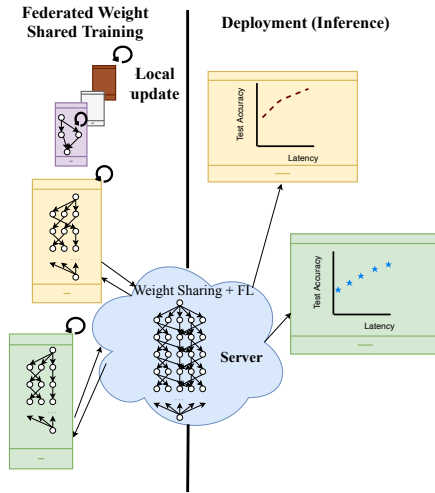 Federated Weight
Shared Training
Deployment (Inference)
Local
update
Test Accuracy
Latency
Weight Sharing + FL
Server
Test Accuracy
Latency